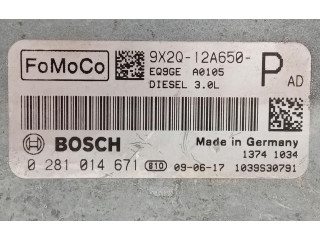 FoMoCo
9X2Q-12A650-
EQ9GE A0105
DIESEL 3.0L
P AD
BOSCH
Made in Germany
1374 1034
0 281 014 671 810 09-06-17 1039S30791